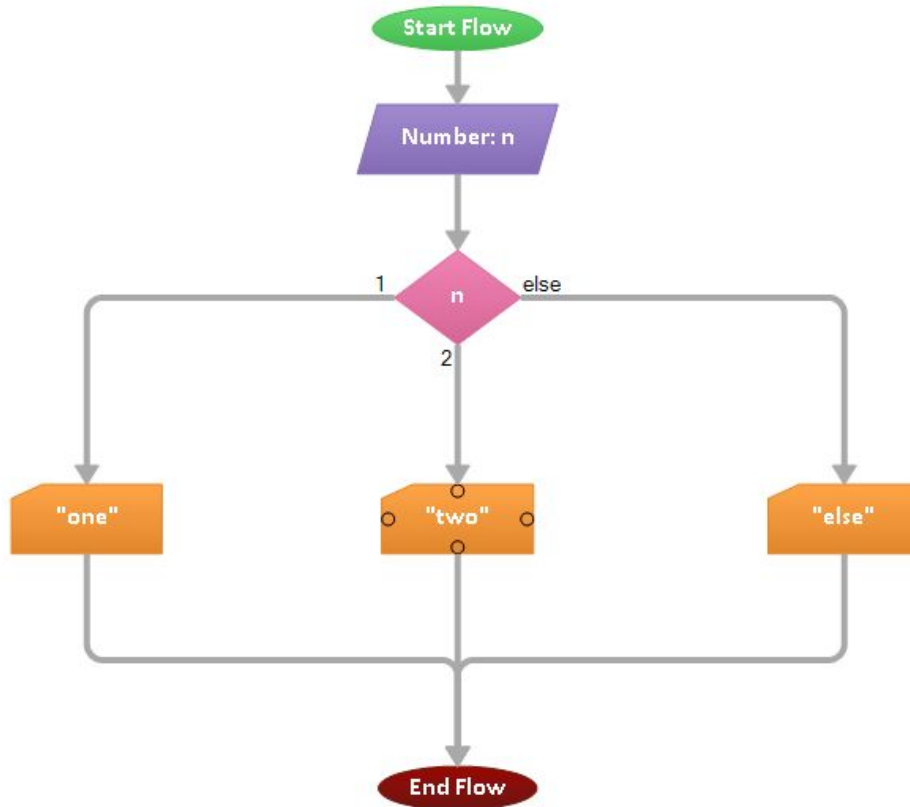 Start Flow
Number: n
n
1
else
2
"one"
"two"
"else"
End Flow